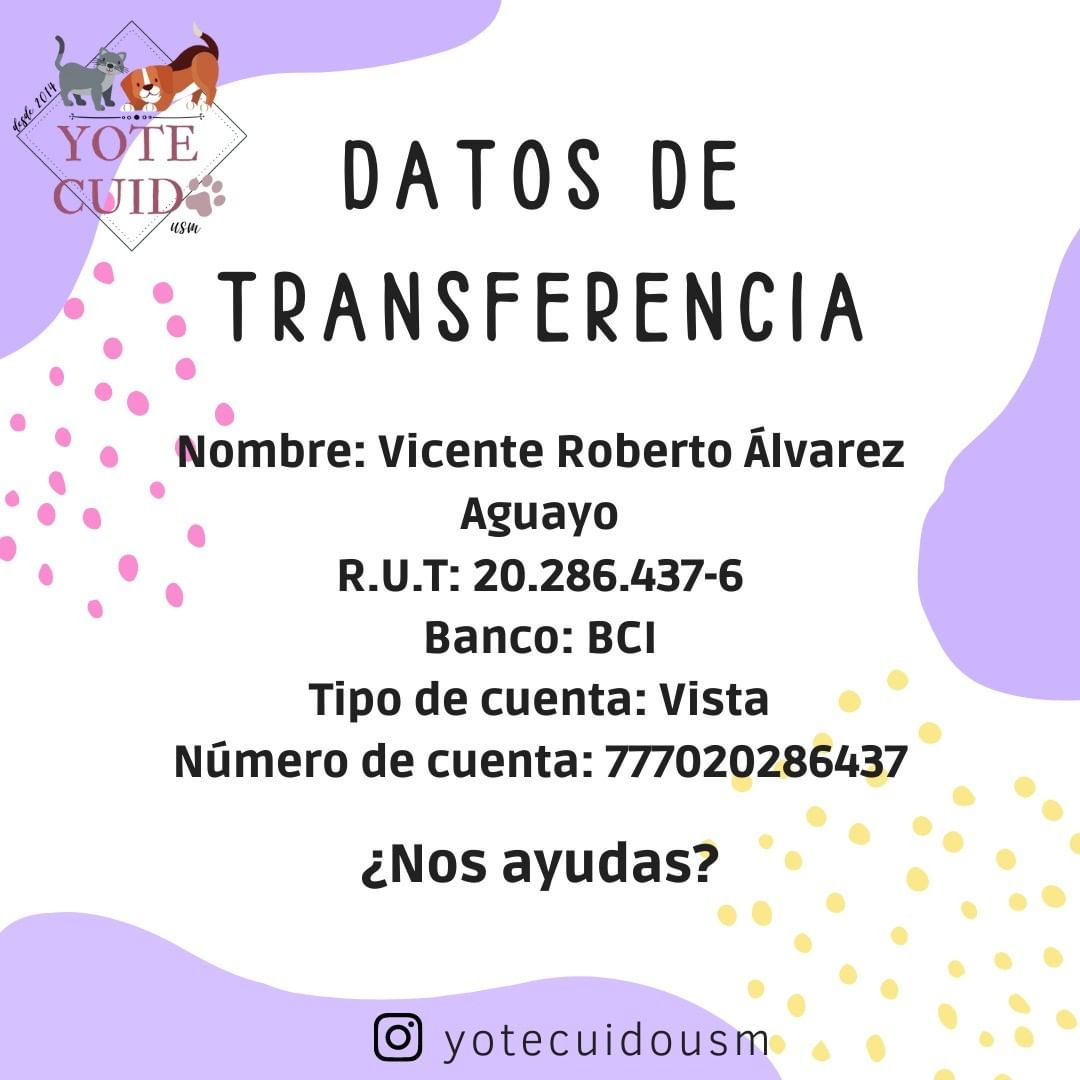 desde 2014
YOTE
CUIDO
usm
DATOS DE
TRANSFERENCIA
Nombre: Vicente Roberto Álvarez
Aguayo
R.U.T: 20.286.437-6
Banco: BCI
Tipo de cuenta: Vista
Número de cuenta: 777020286437
¿Nos ayudas?
yotecuidousm